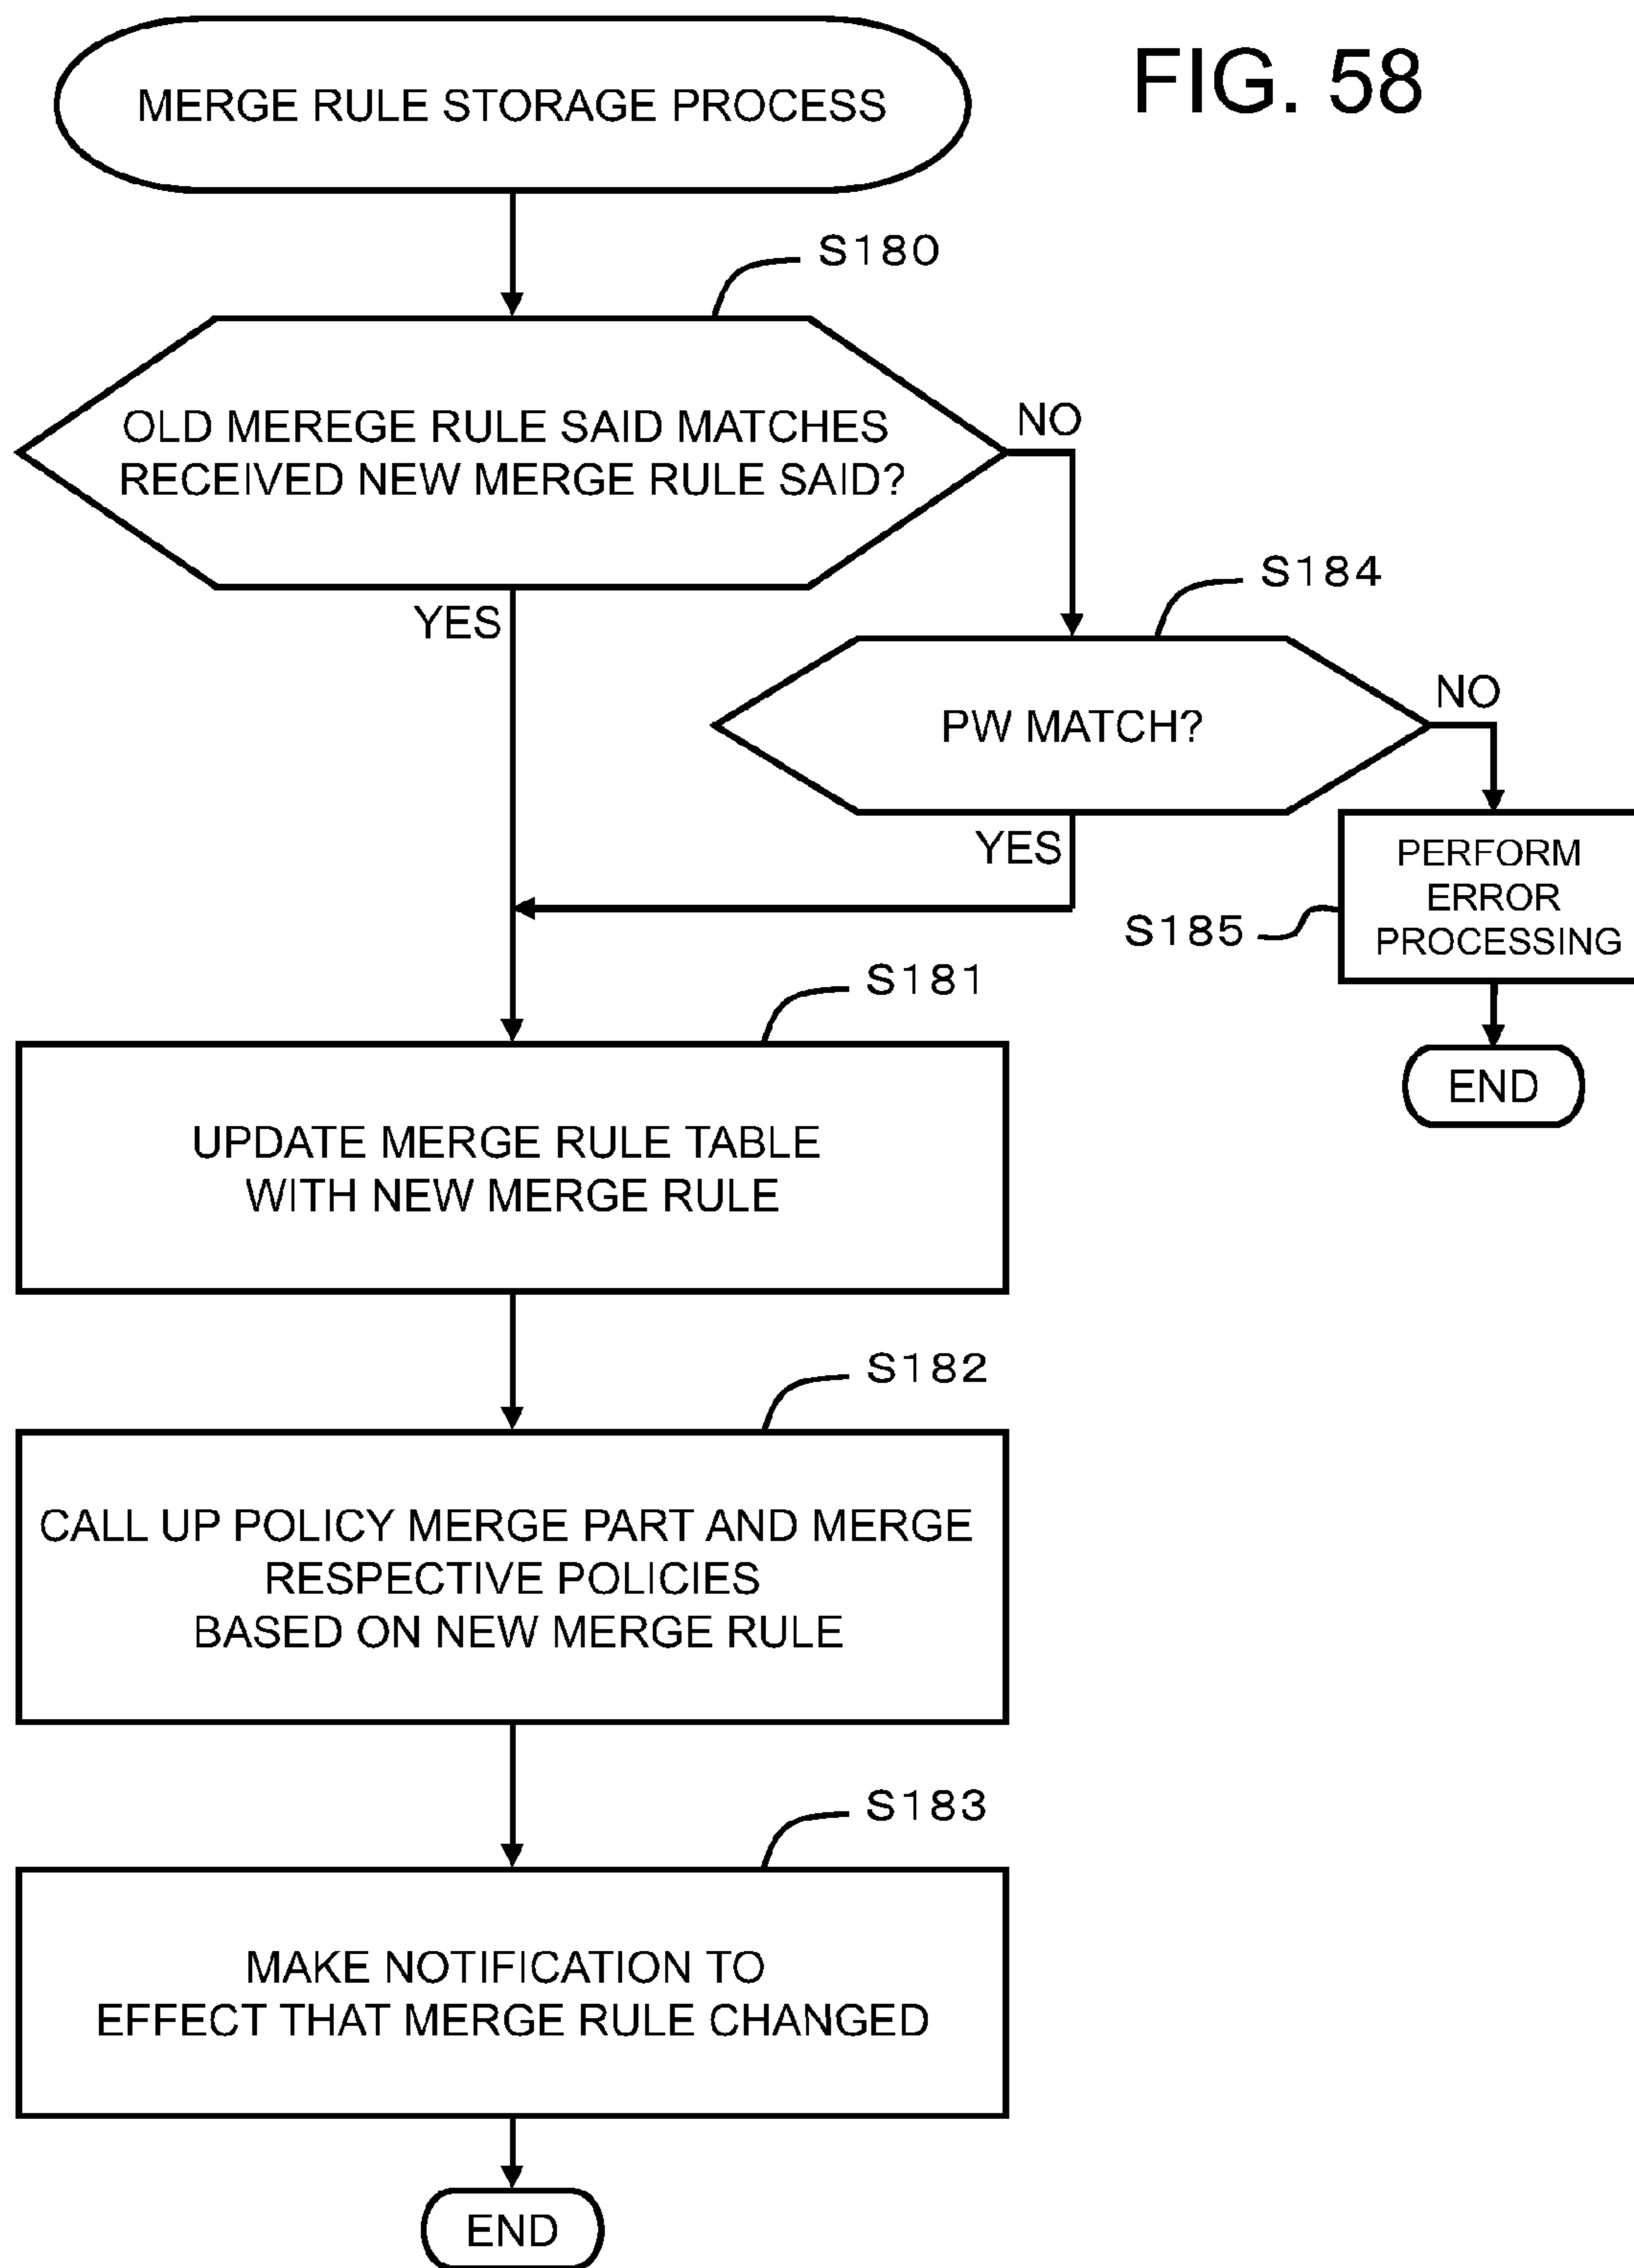 FIG. 58
MERGE RULE STORAGE PROCESS
S180
OLD MEREGE RULE SAID MATCHES
RECEIVED NEW MERGE RULE SAID?
NO
YES
S184
PW MATCH?
NO
YES
PERFORM
ERROR
PROCESSING
S185
END
S181
UPDATE MERGE RULE TABLE
WITH NEW MERGE RULE
S182
CALL UP POLICY MERGE PART AND MERGE
RESPECTIVE POLICIES
BASED ON NEW MERGE RULE
S183
MAKE NOTIFICATION TO
EFFECT THAT MERGE RULE CHANGED
END